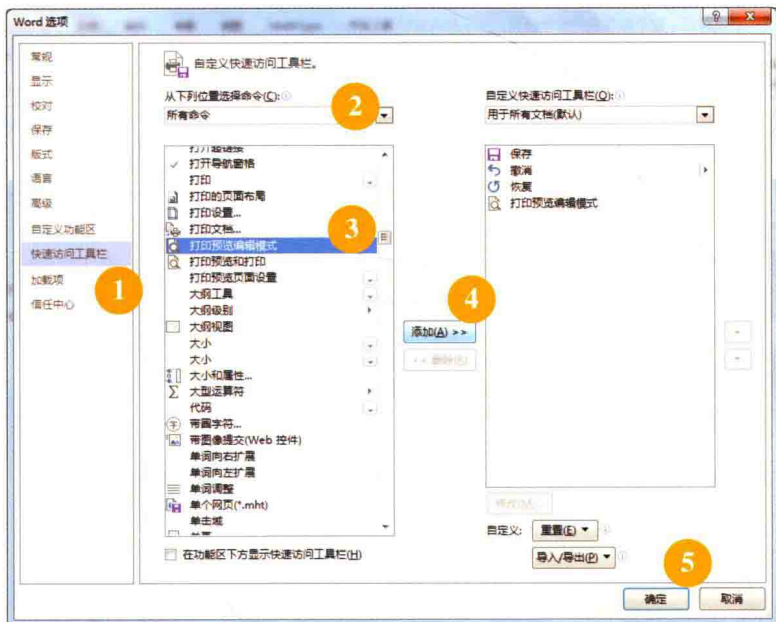 Word 选项
常规
显示
校对
保存
版式
语言
高级
自定义功能区
快速访问工具栏
加载项
信任中心
1
自定义快速访问工具栏。
从下列位置选择命令(C):
2
所有命令
打开超链接
打开导航窗格
打印
打印的页面布局
打印设置...
打印文档...
打印预览编辑模式
3
打印预览和打印
打印预览页面设置
大纲工具
大纲级别
大纲视图
大小
大小
大小和属性...
大型运算符
代码
带圈字符...
带图像提交(Web 控件)
单词向右扩展
单词向左扩展
单词调整
单个网页(*.mht)
单击域
在功能区下方显示快速访问工具栏(H)
4
添加(A) >>
<< 删除(R)
自定义快速访问工具栏(Q):
用于所有文档(默认)
保存
撤消
恢复
打印预览编辑模式
修改(M)...
自定义:
重置(E)
导入/导出(P)
5
确定
取消